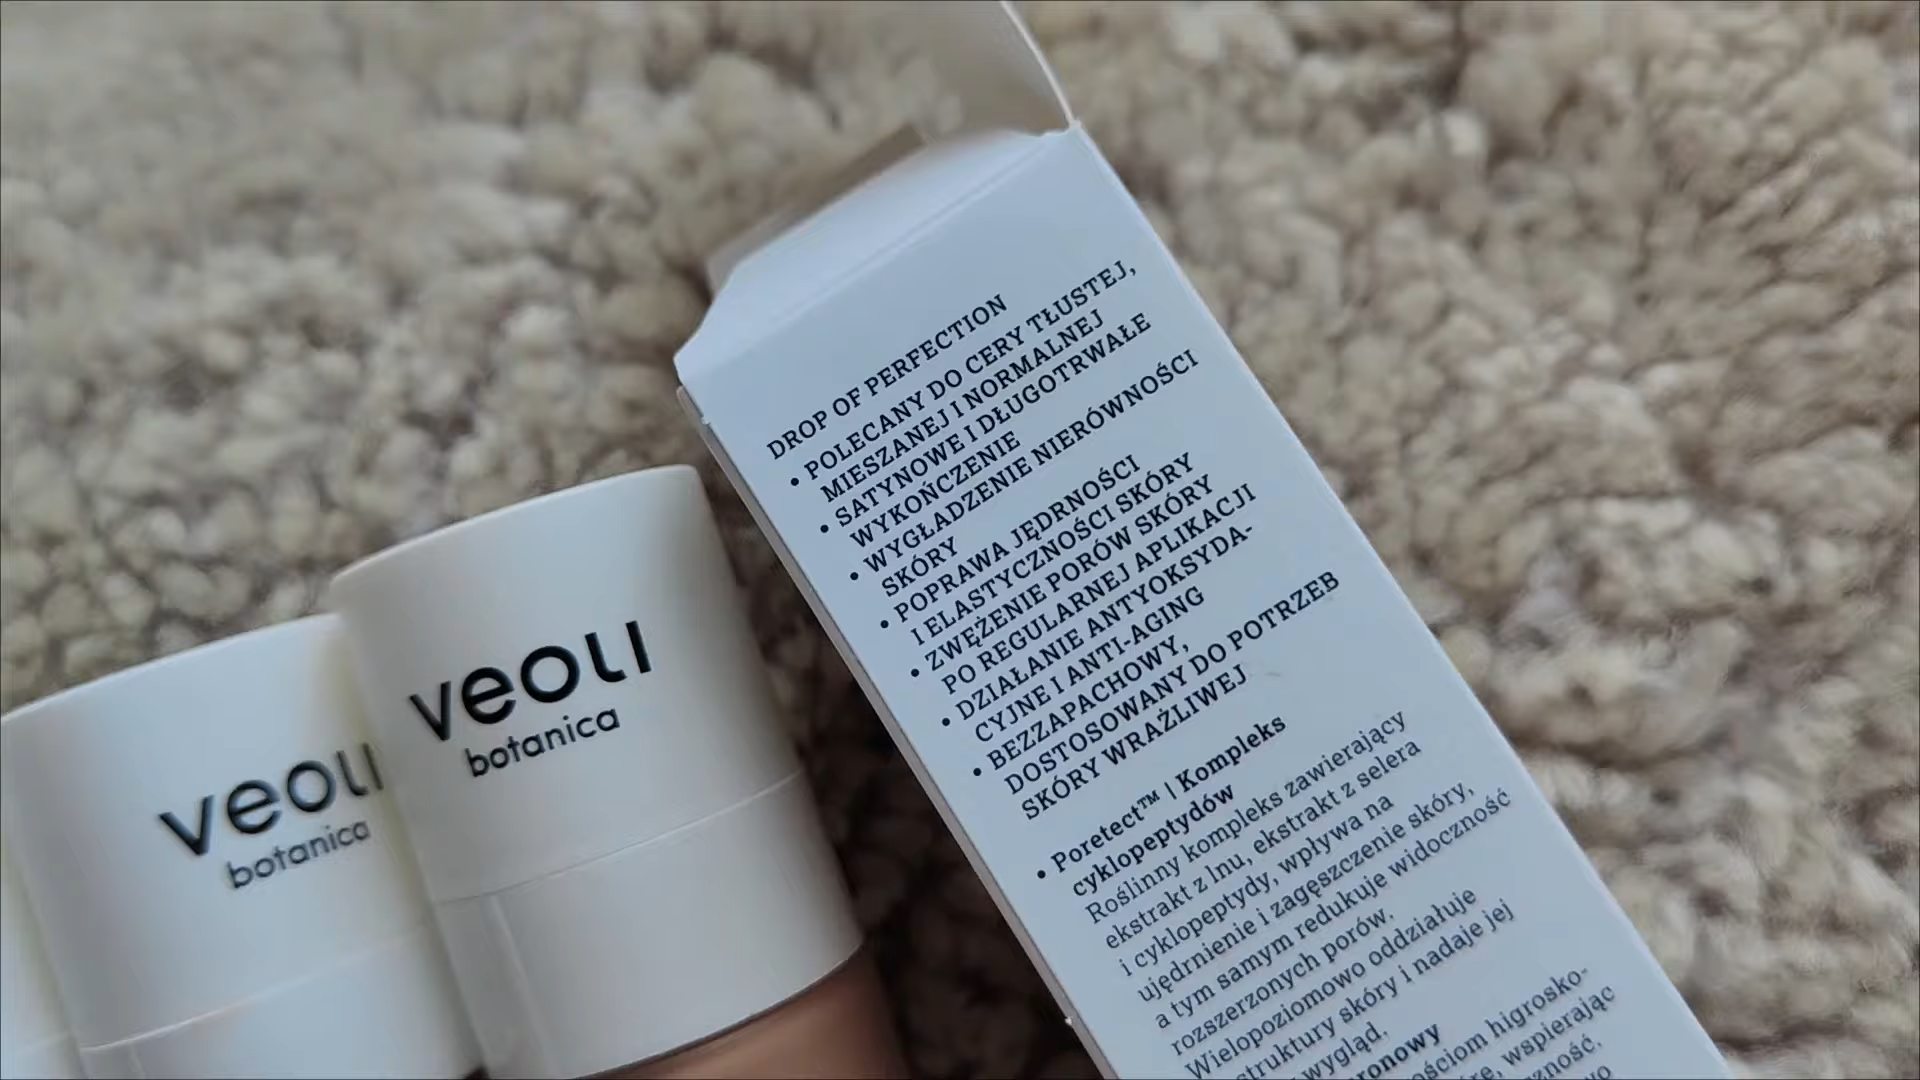 DROP OF PERFECTION
• POLECANY DO CERY TŁUSTEJ,
MIESZANEJ I NORMALNEJ
• SATYNOWE I DŁUGOTRWAŁE
WYKOŃCZENIE
• WYGŁADZENIE NIERÓWNOŚCI
SKÓRY
• POPRAWA JĘDRNOŚCI
I ELASTYCZNOŚCI SKÓRY
• ZWĘŻENIE PORÓW SKÓRY
PO REGULARNEJ APLIKACJI
• DZIAŁANIE ANTYOKSYDA-
CYJNE I ANTI-AGING
• BEZZAPACHOWY,
DOSTOSOWANY DO POTRZEB
SKÓRY WRAŻLIWEJ
• Poretect™ | Kompleks
cyklopeptydów
Roślinny kompleks zawierający
ekstrakt z lnu, ekstrakt z selera
i cyklopeptydy, wpływa na
ujędrnienie i zagęszczenie skóry,
a tym samym redukuje widoczność
rozszerzonych porów.
Wielopoziomowo oddziałuje
struktury skóry i nadaje jej
wygląd.
higrosko-
wspierając
veoli
botanica
veoli
botanica